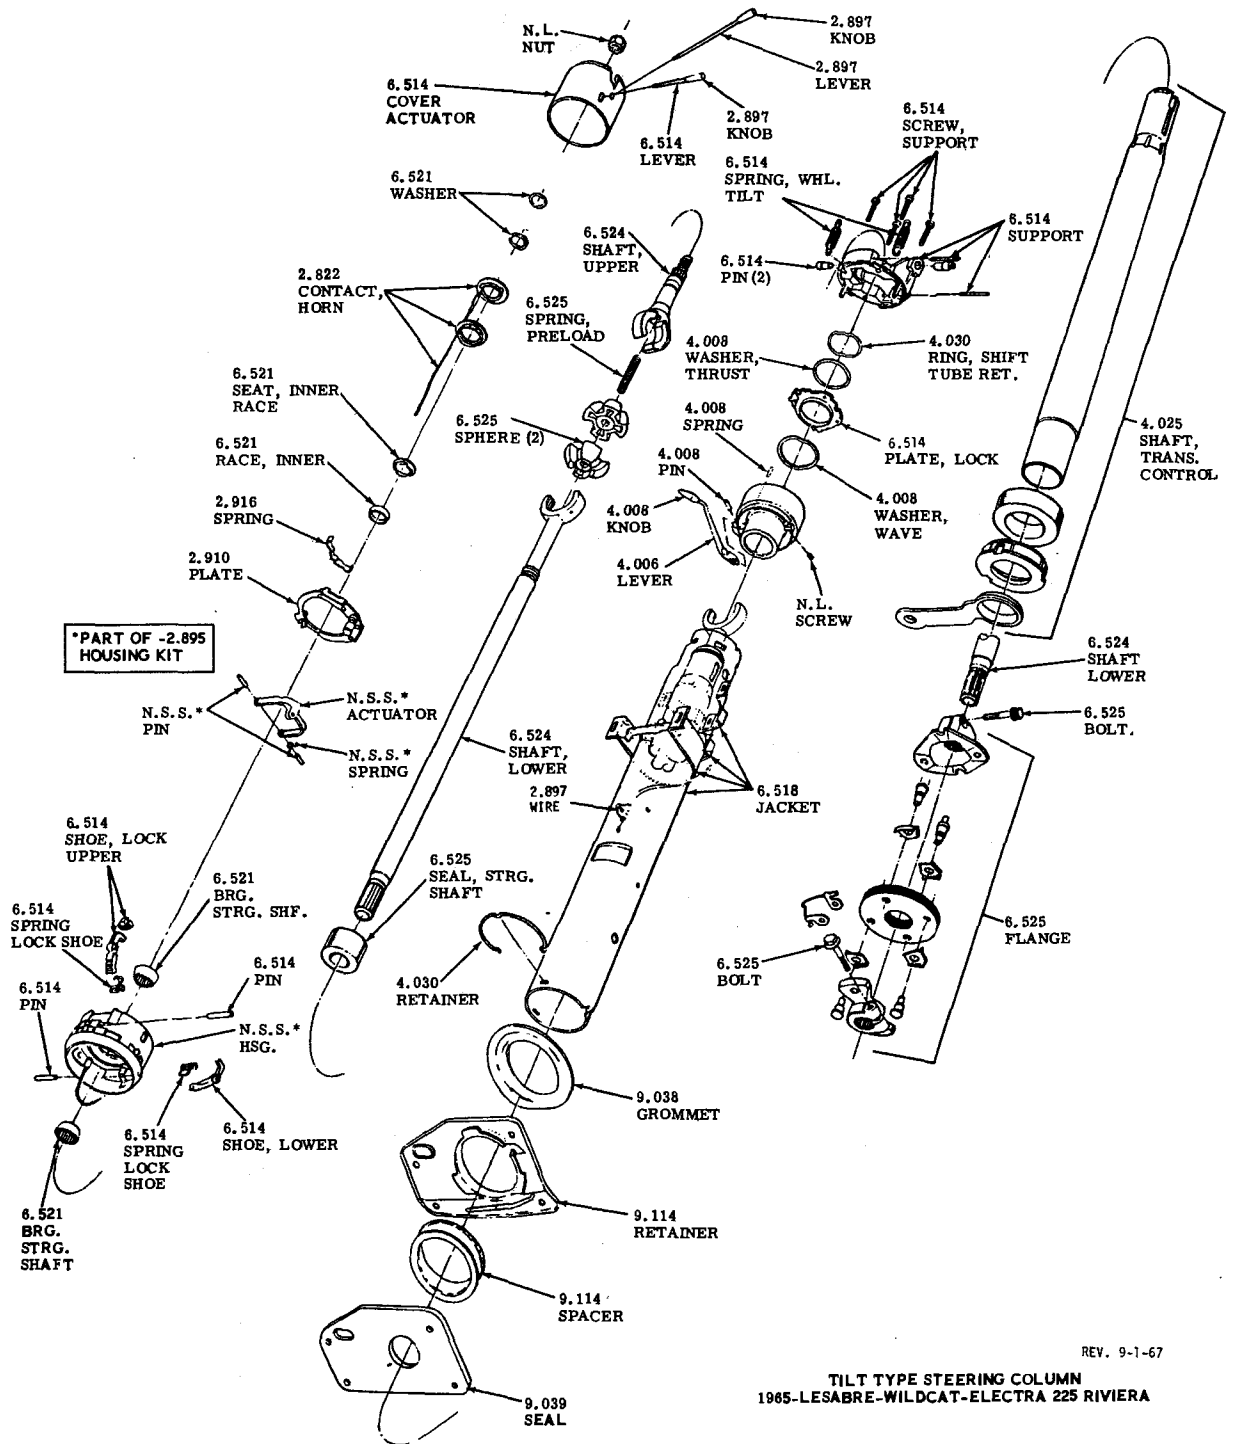 N.L.
NUT
2.897
KNOB
2.897
LEVER
6.514
COVER
ACTUATOR
2.897
KNOB
6.514
LEVER
6.514
SCREW,
SUPPORT
6.514
SPRING, WHL.
TILT
6.521
WASHER
6.524
SHAFT,
UPPER
6.514
SUPPORT
6.514
PIN (2)
2.822
CONTACT,
HORN
6.525
SPRING,
PRELOAD
4.008
WASHER,
THRUST
4.030
RING, SHIFT
TUBE RET.
6.521
SEAT, INNER
RACE
6.525
SPHERE (2)
4.008
SPRING
6.514
PLATE, LOCK
4.025
SHAFT,
TRANS.
CONTROL
6.521
RACE, INNER
4.008
PIN
2.916
SPRING
4.008
KNOB
4.008
WASHER,
WAVE
2.910
PLATE
4.006
LEVER
N.L.
SCREW
*PART OF -2.895
HOUSING KIT
6.524
SHAFT
LOWER
N.S.S.*
PIN
N.S.S.*
ACTUATOR
6.525
BOLT.
N.S.S.*
SPRING
6.524
SHAFT,
LOWER
2.897
WIRE
6.518
JACKET
6.514
SHOE, LOCK
UPPER
6.521
BRG.
STRG. SHF.
6.525
SEAL, STRG.
SHAFT
6.514
SPRING
LOCK SHOE
6.525
FLANGE
6.525
BOLT
4.030
RETAINER
6.514
PIN
6.514
PIN
N.S.S.*
HSG.
9.038
GROMMET
6.514
SPRING
LOCK
SHOE
6.514
SHOE, LOWER
6.521
BRG.
STRG.
SHAFT
9.114
RETAINER
9.114
SPACER
9.039
SEAL
REV. 9-1-67
TILT TYPE STEERING COLUMN
1965-LESABRE-WILDCAT-ELECTRA 225 RIVIERA